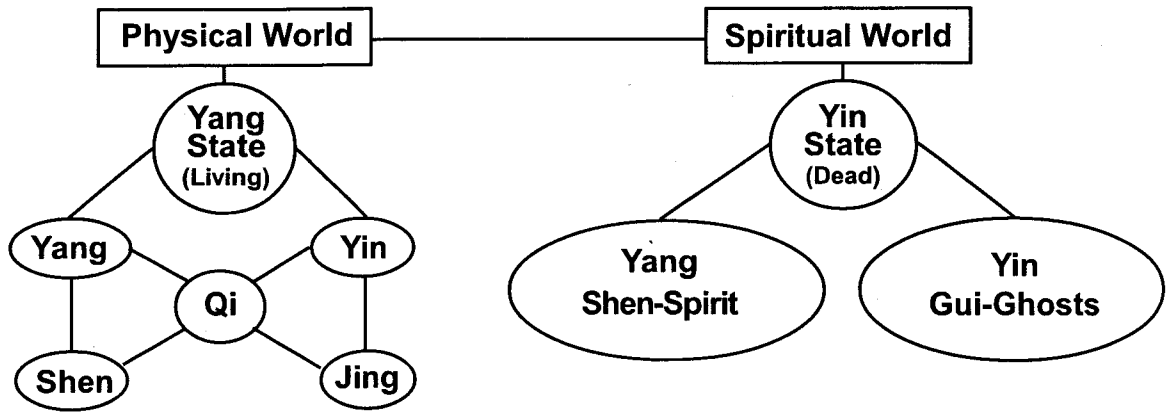 Physical World
Spiritual World
Yang
State
(Living)
Yin
State
(Dead)
Yang
Yin
Qi
Shen
Jing
Yang
Shen-Spirit
Yin
Gui-Ghosts